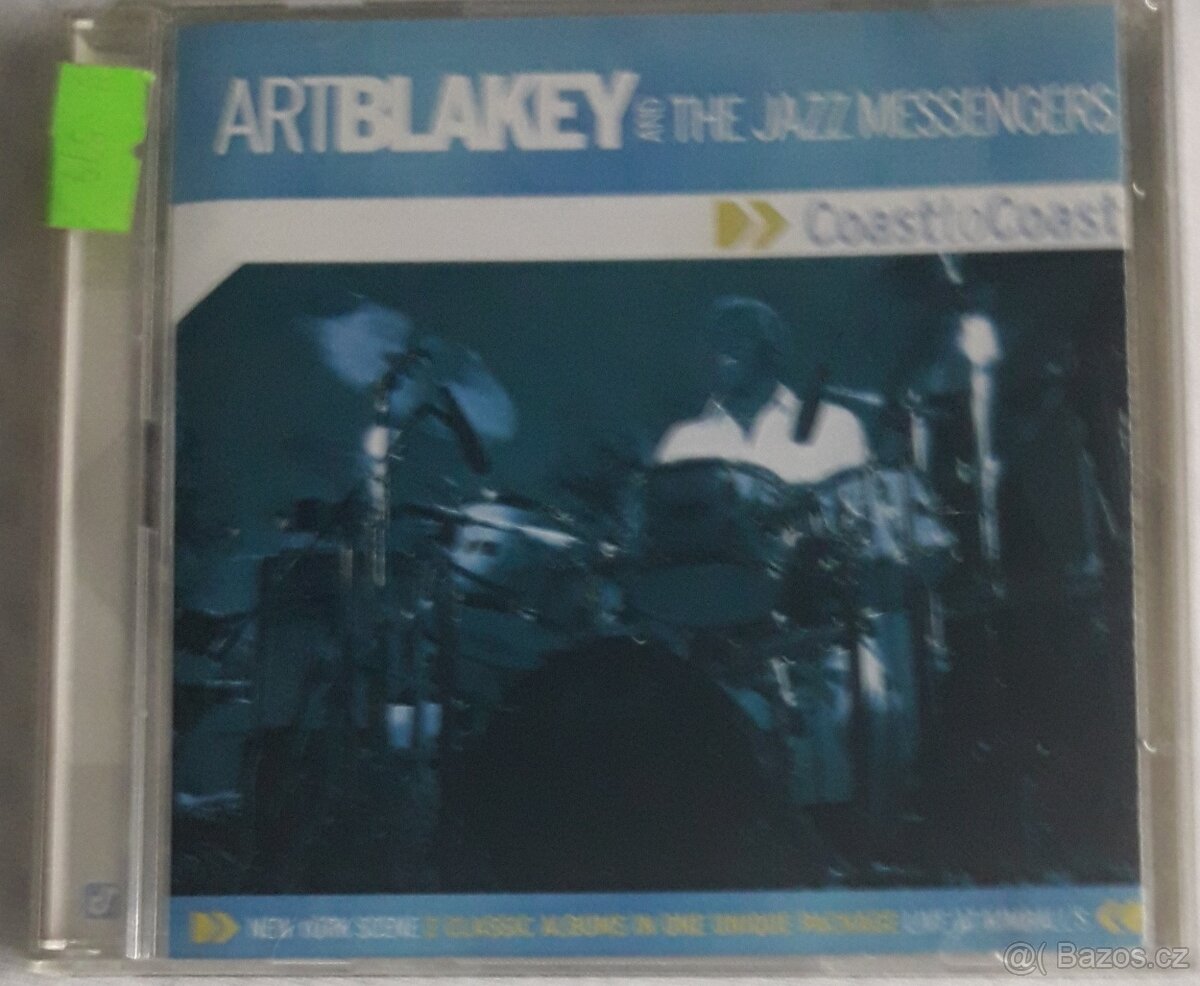 ARTBLAKEY AND THE JAZZ MESSENGERS
CoasttoCoast
NEW YORK SCENE 2 CLASSIC ALBUMS IN ONE UNIQUE PACKAGE LIVE AT KIMBALL'S
@( Bazos.cz